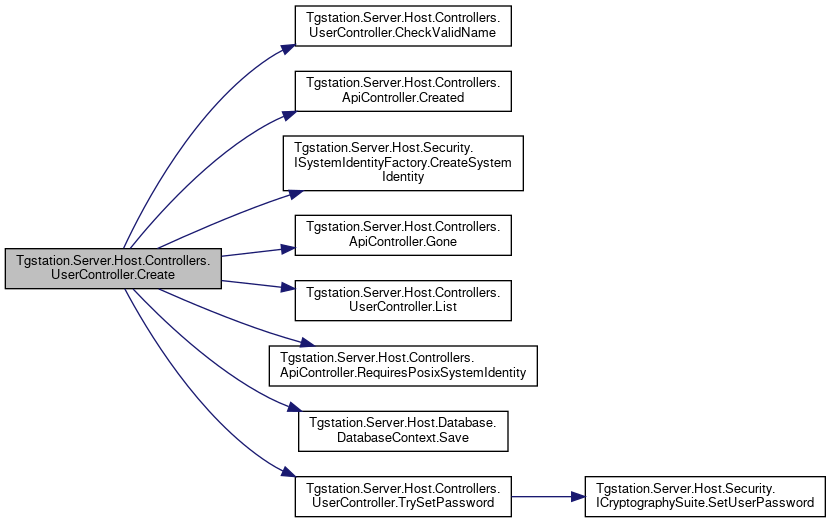 Tgstation.Server.Host.Controllers.
UserController.CheckValidName
Tgstation.Server.Host.Controllers.
ApiController.Created
Tgstation.Server.Host.Security.
ISystemIdentityFactory.CreateSystem
Identity
Tgstation.Server.Host.Controllers.
ApiController.Gone
Tgstation.Server.Host.Controllers.
UserController.Create
Tgstation.Server.Host.Controllers.
UserController.List
Tgstation.Server.Host.Controllers.
ApiController.RequiresPosixSystemIdentity
Tgstation.Server.Host.Database.
DatabaseContext.Save
Tgstation.Server.Host.Controllers.
UserController.TrySetPassword
Tgstation.Server.Host.Security.
ICryptographySuite.SetUserPassword